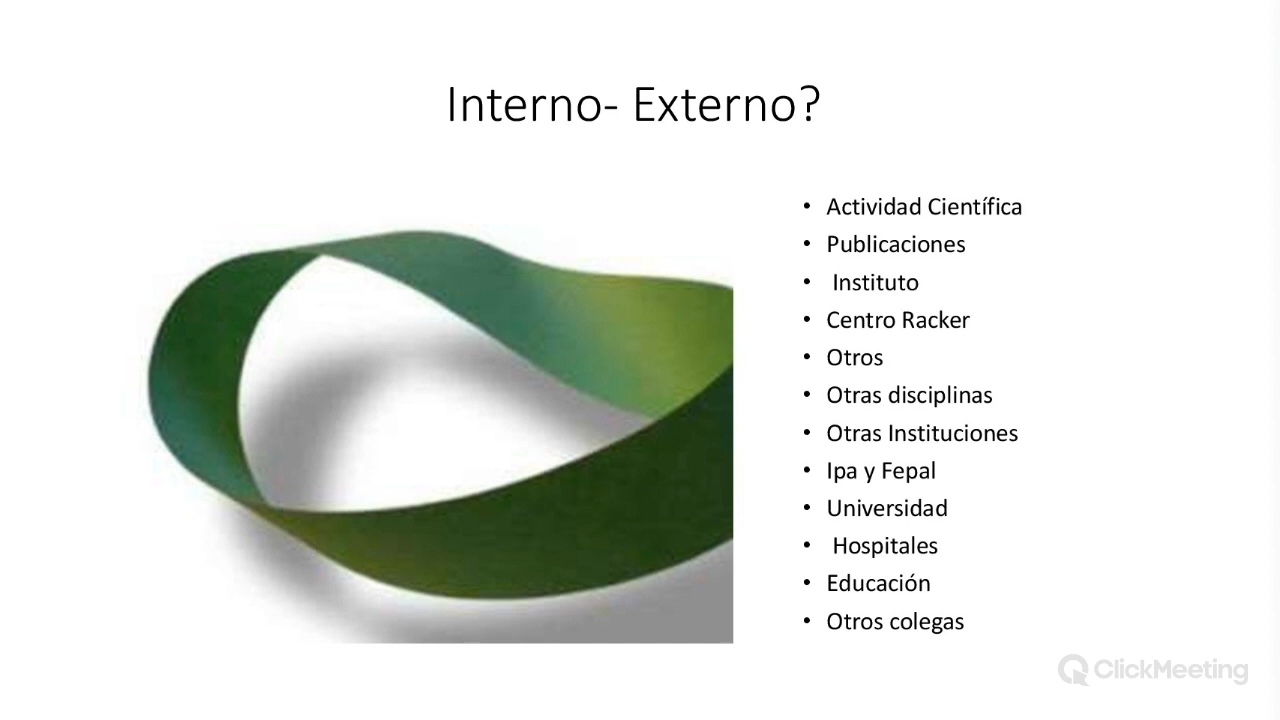 Interno- Externo?
• Actividad Científica
• Publicaciones
• Instituto
• Centro Racker
• Otros
• Otras disciplinas
• Otras Instituciones
• Ipa y Fepal
• Universidad
• Hospitales
• Educación
• Otros colegas
ClickMeeting